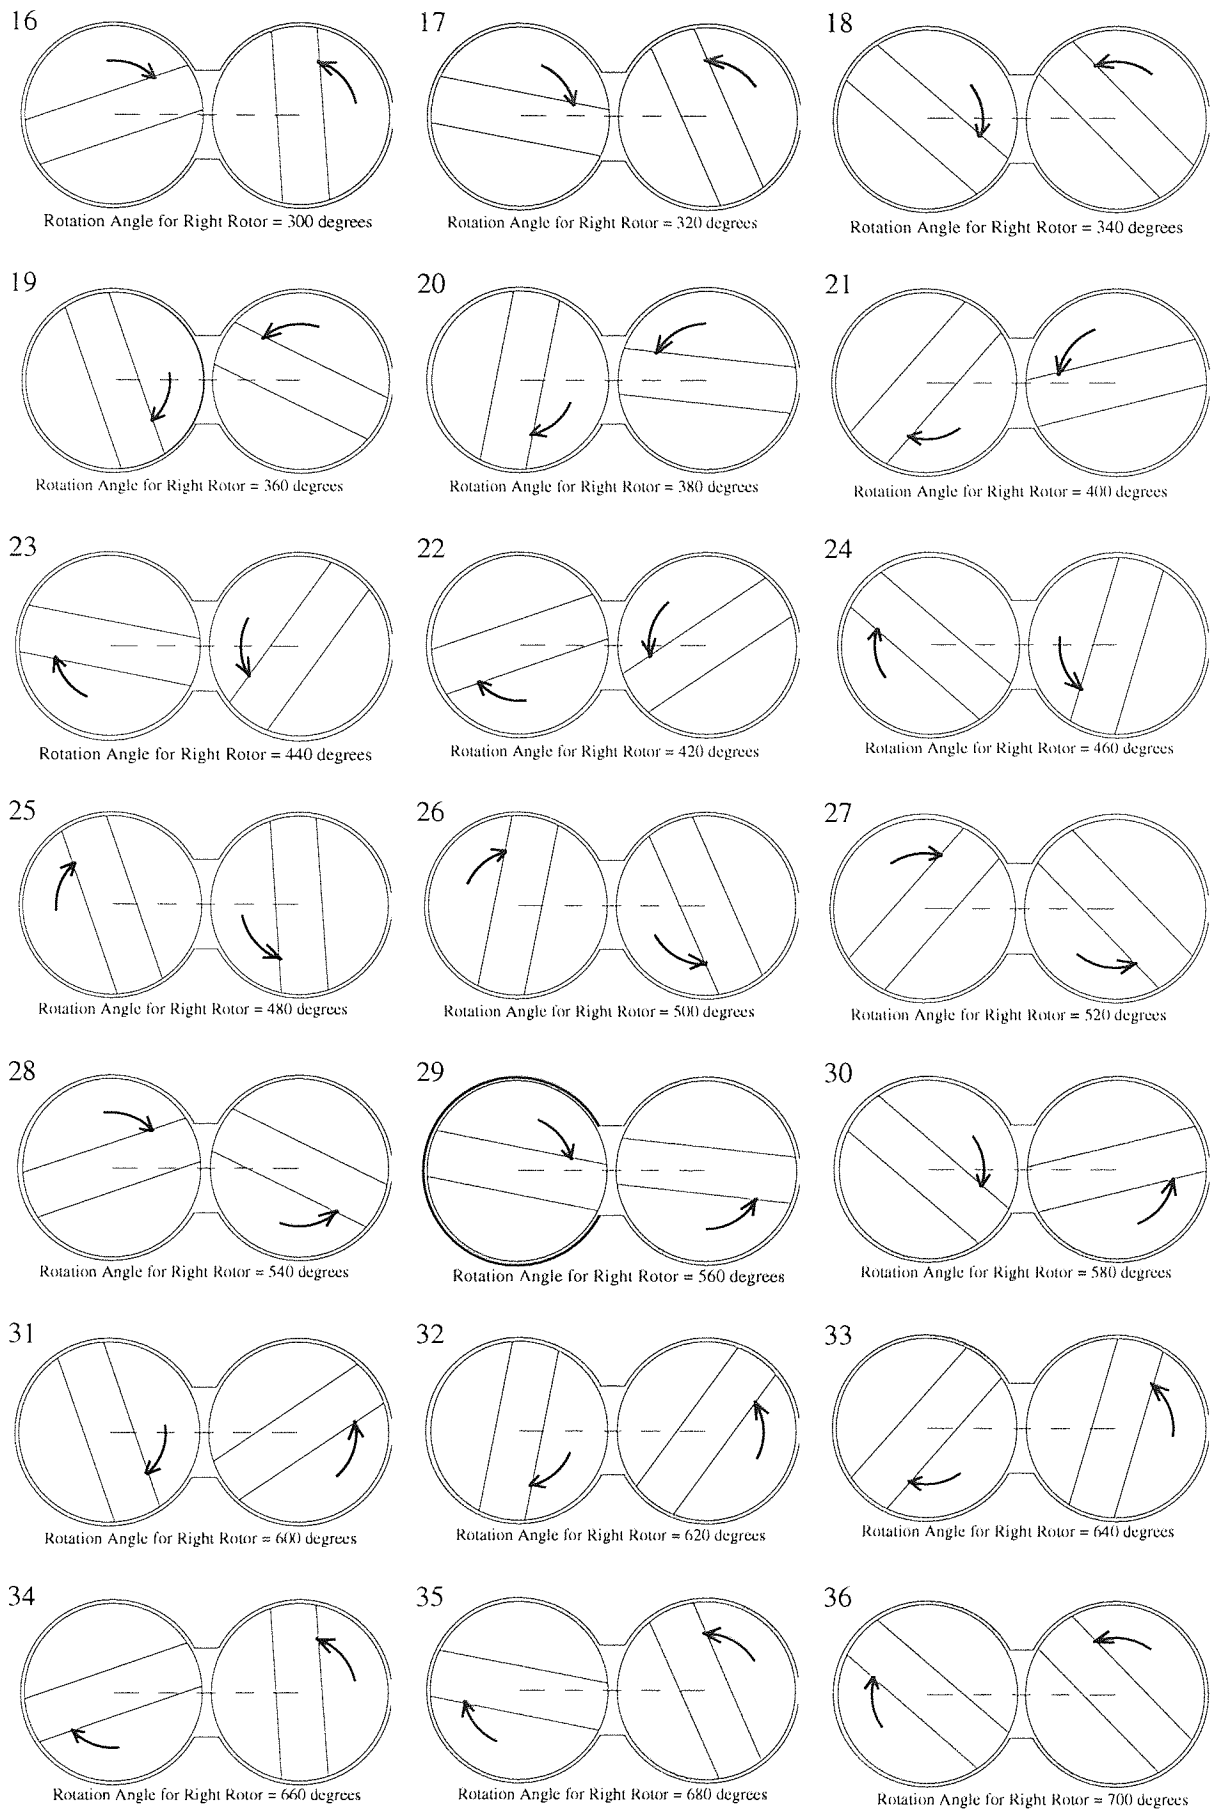 16
17
18
Rotation Angle for Right Rotor = 300 degrees
Rotation Angle for Right Rotor = 320 degrees
Rotation Angle for Right Rotor = 340 degrees
19
20
21
Rotation Angle for Right Rotor = 360 degrees
Rotation Angle for Right Rotor = 380 degrees
Rotation Angle for Right Rotor = 400 degrees
23
22
24
Rotation Angle for Right Rotor = 440 degrees
Rotation Angle for Right Rotor = 420 degrees
Rotation Angle for Right Rotor = 460 degrees
25
26
27
Rotation Angle for Right Rotor = 480 degrees
Rotation Angle for Right Rotor = 500 degrees
Rotation Angle for Right Rotor = 520 degrees
28
29
30
Rotation Angle for Right Rotor = 540 degrees
Rotation Angle for Right Rotor = 560 degrees
Rotation Angle for Right Rotor = 580 degrees
31
32
33
Rotation Angle for Right Rotor = 600 degrees
Rotation Angle for Right Rotor = 620 degrees
Rotation Angle for Right Rotor = 640 degrees
34
35
36
Rotation Angle for Right Rotor = 660 degrees
Rotation Angle for Right Rotor = 680 degrees
Rotation Angle for Right Rotor = 700 degrees